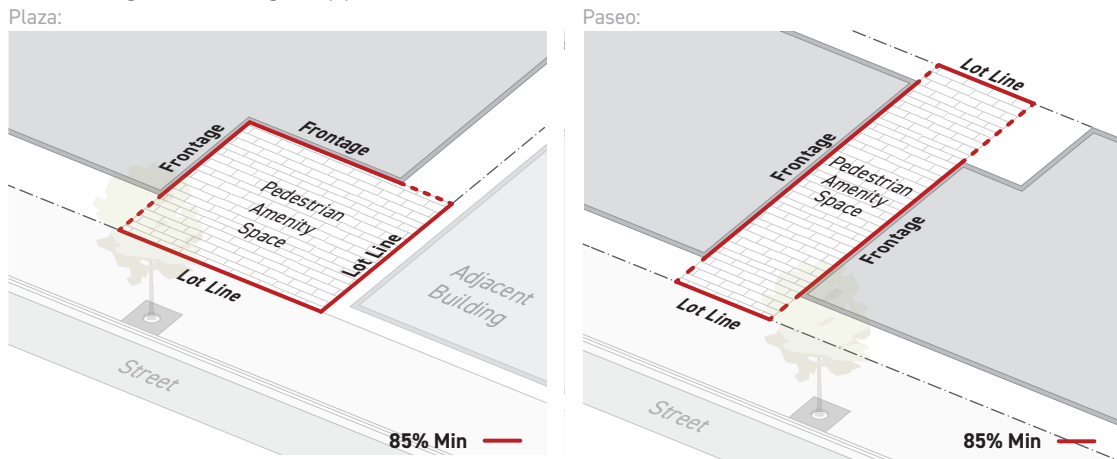 Plaza:
Frontage
Frontage
Pedestrian
Amenity
Space
Lot Line
Lot Line
Adjacent
Building
Street
85% Min
Paseo:
Lot Line
Frontage
Pedestrian
Amenity
Space
Frontage
Lot Line
Street
85% Min